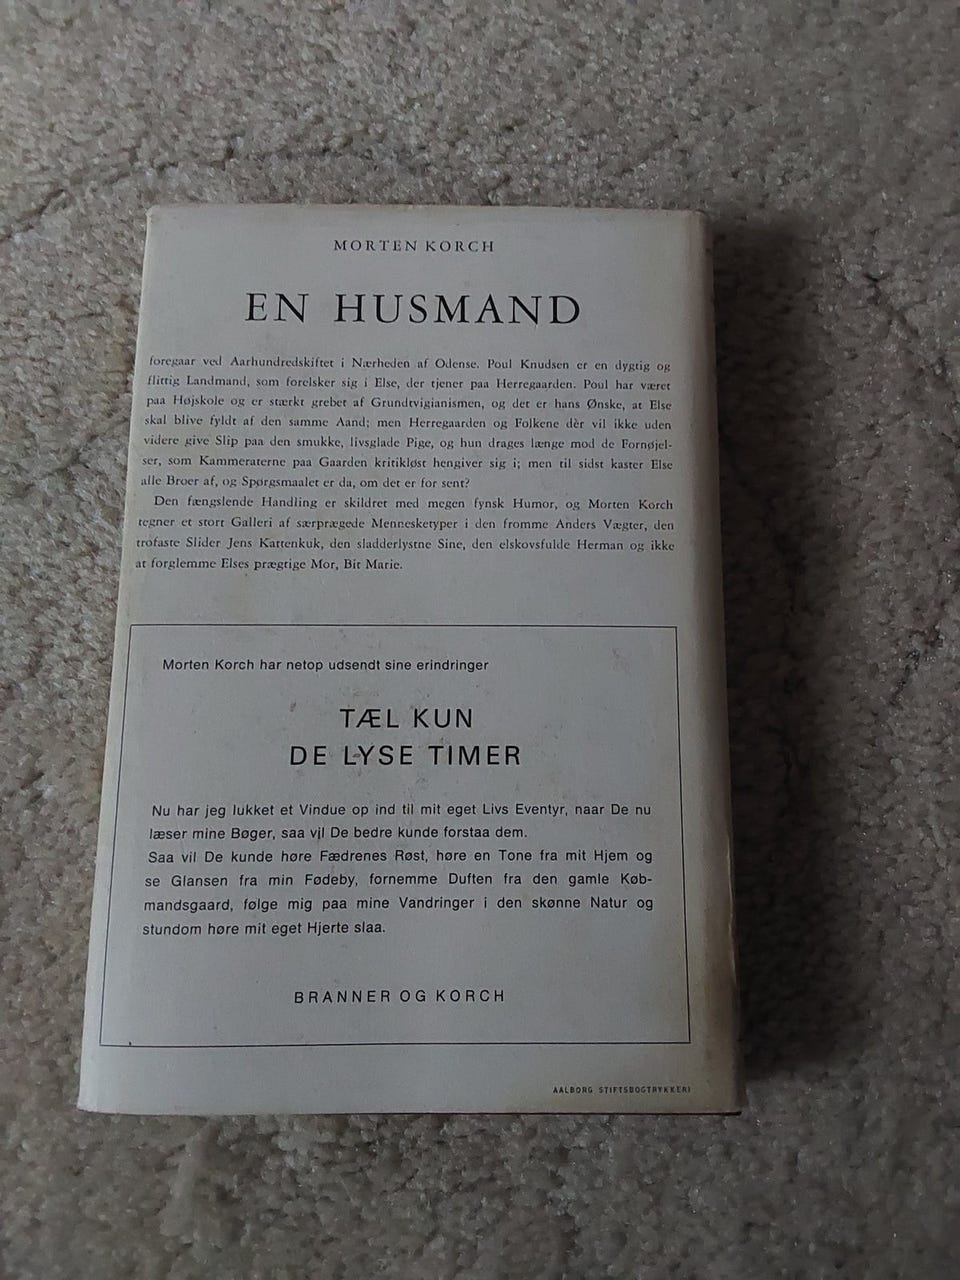 MORTEN KORCH
EN HUSMAND
foregaar ved Aarhundredskiftet i Nærheden af Odense. Poul Knudsen er en dygtig og
flittig Landmand, som forelsker sig i Else, der tjener paa Herregaarden. Poul har været
paa Højskole og er stærkt grebet af Grundtvigianismen, og det er hans Ønske, at Else
skal blive fyldt af den samme Aand; men Herregaarden og Folkene dèr vil ikke uden
videre give Slip paa den smukke, livsglade Pige, og hun drages længe mod de Fornøjel-
ser, som Kammeraterne paa Gaarden kritikløst hengiver sig i; men til sidst kaster Else
alle Broer af, og Spørgsmaalet er da, om det er for sent?
Den fængslende Handling er skildret med megen fynsk Humor, og Morten Korch
tegner et stort Galleri af særprægede Mennesketyper i den fromme Anders Vægter, den
trofaste Slider Jens Kattenkuk, den sladderlystne Sine, den elskovsfulde Herman og ikke
at forglemme Elses prægtige Mor, Bit Marie.
Morten Korch har netop udsendt sine erindringer
TÆL KUN
DE LYSE TIMER
Nu har jeg lukket et Vindue op ind til mit eget Livs Eventyr, naar De nu
læser mine Bøger, saa vil De bedre kunde forstaa dem.
Saa vil De kunde høre Fædrenes Røst, høre en Tone fra mit Hjem og
se Glansen fra min Fødeby, fornemme Duften fra den gamle Køb-
mandsgaard, følge mig paa mine Vandringer i den skønne Natur og
stundom høre mit eget Hjerte slaa.
BRANNER OG KORCH
AALBORG STIFTSBOGTRYKKERI